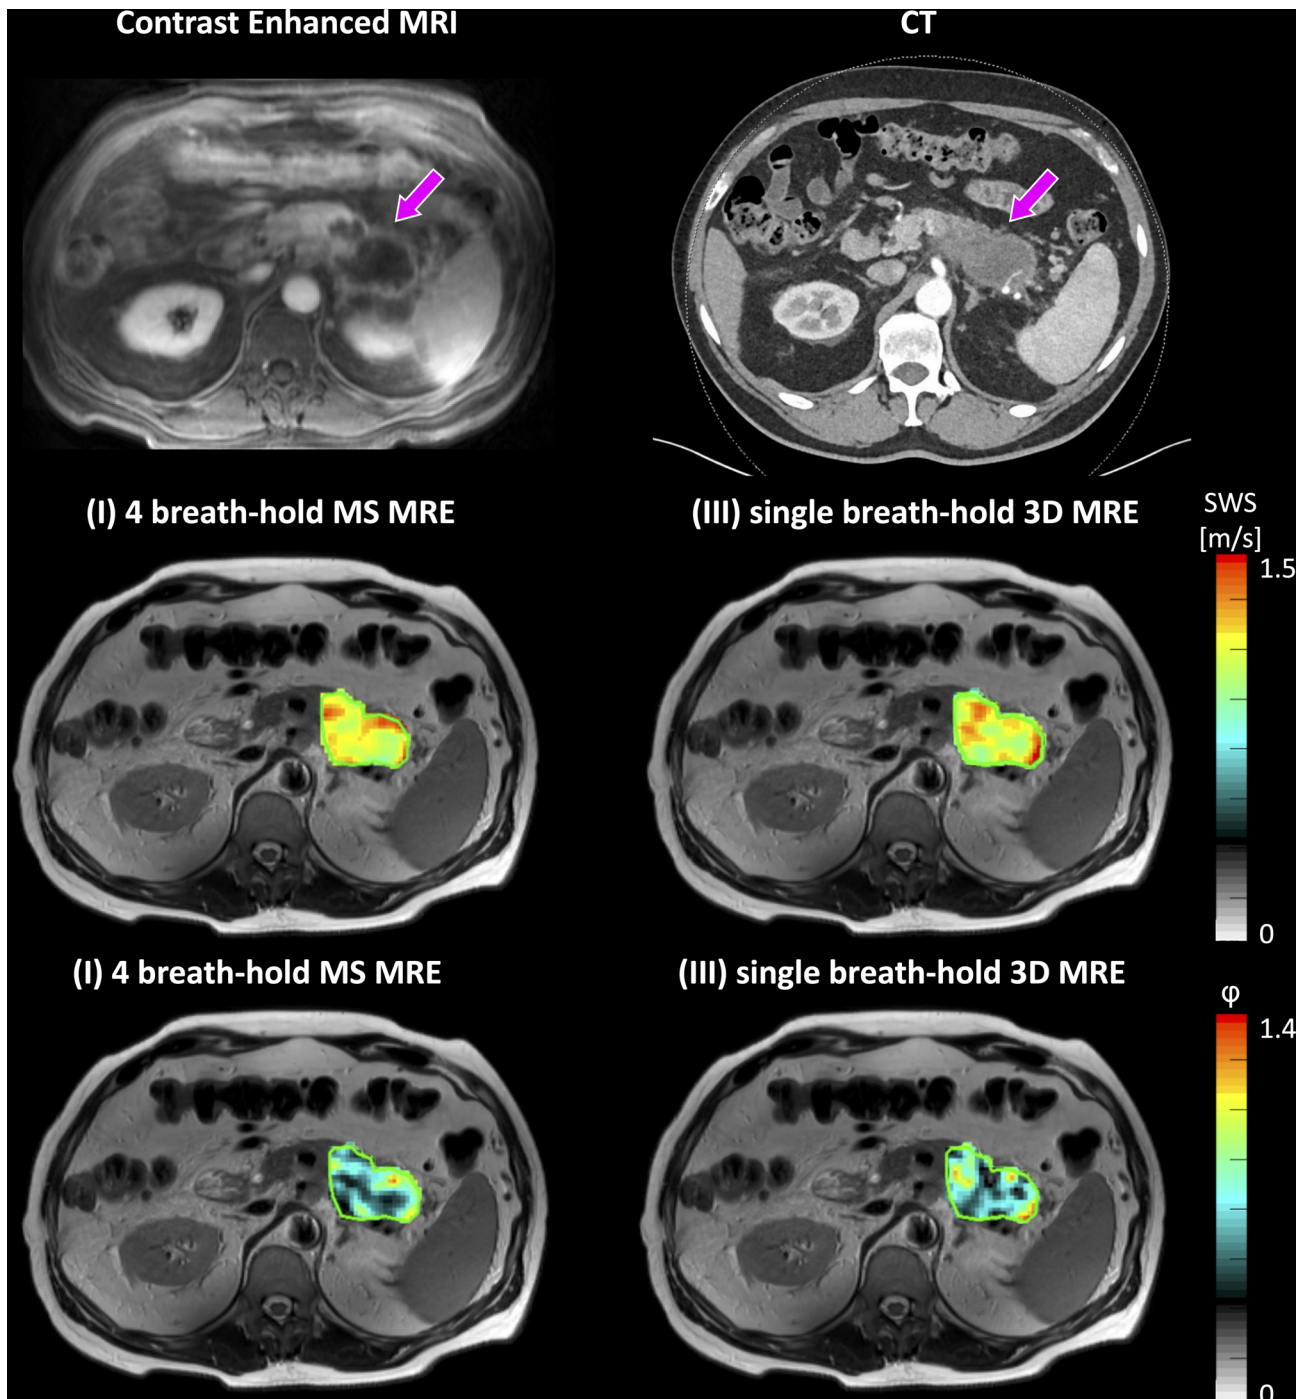 Contrast Enhanced MRI
CT
(I) 4 breath-hold MS MRE
(III) single breath-hold 3D MRE
SWS
[m/s]
1.5
0
(I) 4 breath-hold MS MRE
(III) single breath-hold 3D MRE
φ
1.4
0